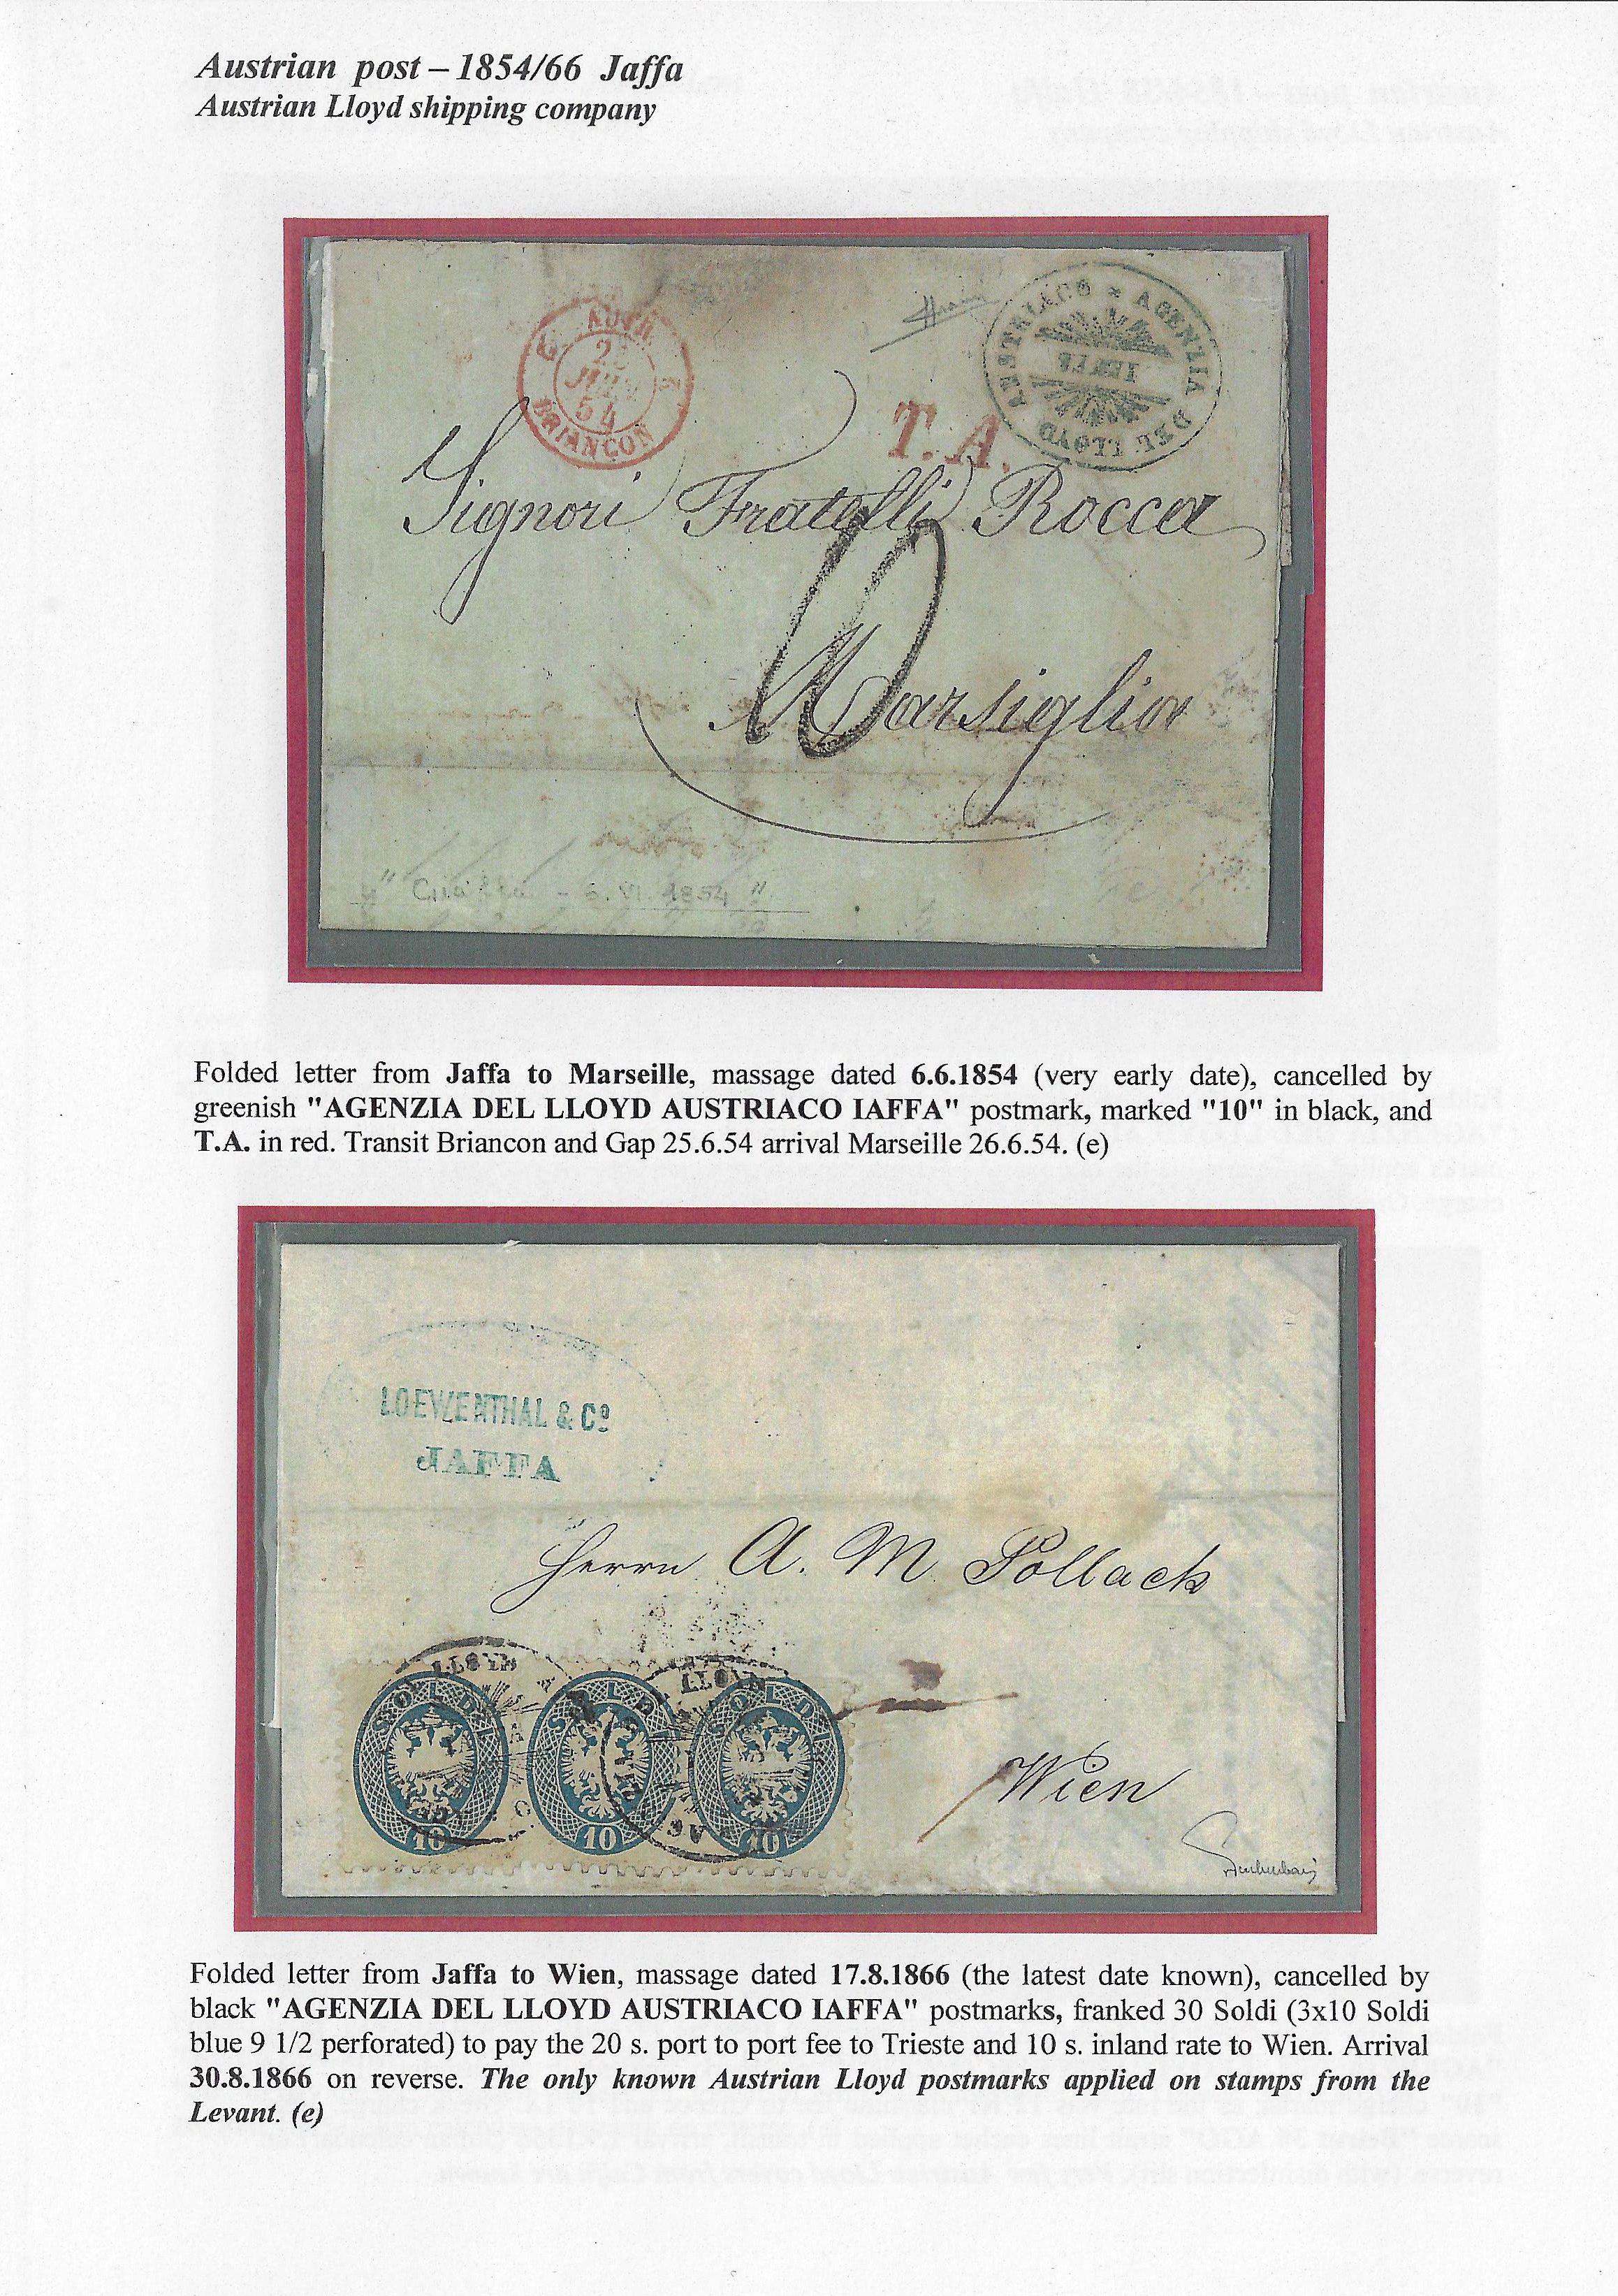 Austrian post – 1854/66 Jaffa
Austrian Lloyd shipping company
AUTR.
2
54
BRIANCON
AGENZIA DEL LLOYD AUSTRIACO
IAFFA
T.A.
Signori Fratelli Rocca
10
Marsiglia
6. VI. 1854 "
Folded letter from Jaffa to Marseille, massage dated 6.6.1854 (very early date), cancelled by
greenish "AGENZIA DEL LLOYD AUSTRIACO IAFFA" postmark, marked "10" in black, and
T.A. in red. Transit Briancon and Gap 25.6.54 arrival Marseille 26.6.54. (e)
LOEWENTHAL & Co
JAFFA
Herrn A. M. Pollack
LLOYD
LLOYD
SOLDI
SOLDI
SOLDI
10
10
10
Wien
Folded letter from Jaffa to Wien, massage dated 17.8.1866 (the latest date known), cancelled by
black "AGENZIA DEL LLOYD AUSTRIACO IAFFA" postmarks, franked 30 Soldi (3x10 Soldi
blue 9 1/2 perforated) to pay the 20 s. port to port fee to Trieste and 10 s. inland rate to Wien. Arrival
30.8.1866 on reverse. The only known Austrian Lloyd postmarks applied on stamps from the
Levant. (e)